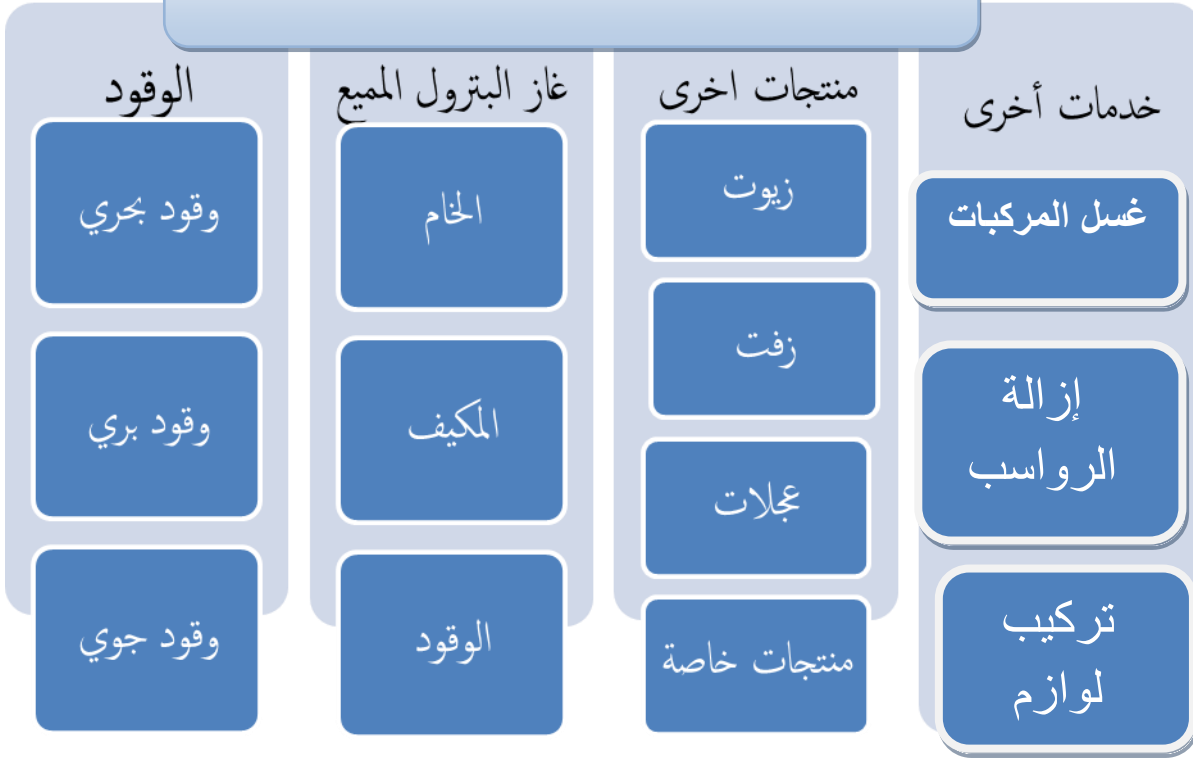 خدمات أخرى
غسل المركبات
إزالة
الرواسب
تركيب
لوازم
منتجات اخرى
زيوت
زفت
عجلات
منتجات خاصة
غاز البترول المميع
الخام
المكيف
الوقود
الوقود
وقود بحري
وقود بري
وقود جوي